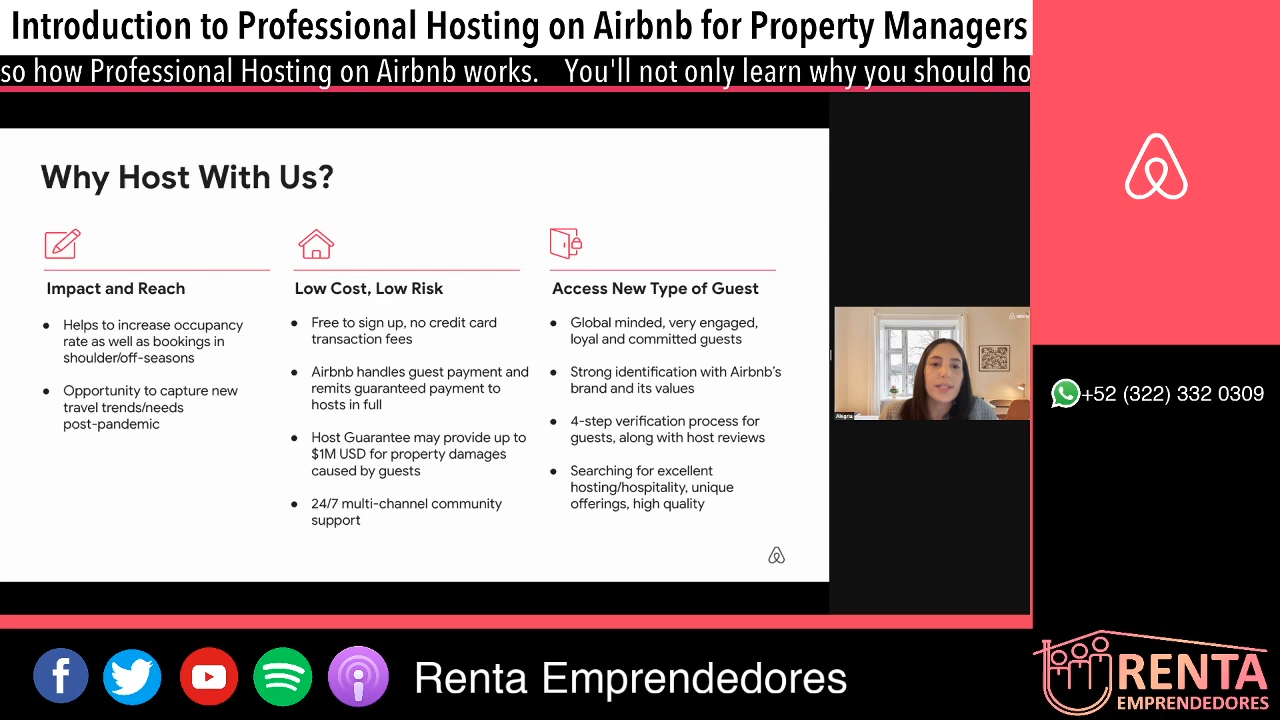 Introduction to Professional Hosting on Airbnb for Property Managers
so how Professional Hosting on Airbnb works. You'll not only learn why you should ho
Why Host With Us?
Impact and Reach
● Helps to increase occupancy
rate as well as bookings in
shoulder/off-seasons
● Opportunity to capture new
travel trends/needs
post-pandemic
Low Cost, Low Risk
● Free to sign up, no credit card
transaction fees
● Airbnb handles guest payment and
remits guaranteed payment to
hosts in full
● Host Guarantee may provide up to
$1M USD for property damages
caused by guests
● 24/7 multi-channel community
support
Access New Type of Guest
● Global minded, very engaged,
loyal and committed guests
● Strong identification with Airbnb's
brand and its values
● 4-step verification process for
guests, along with host reviews
● Searching for excellent
hosting/hospitality, unique
offerings, high quality
Alegria
+52 (322) 332 0309
Renta Emprendedores
RENTA
EMPRENDEDORES